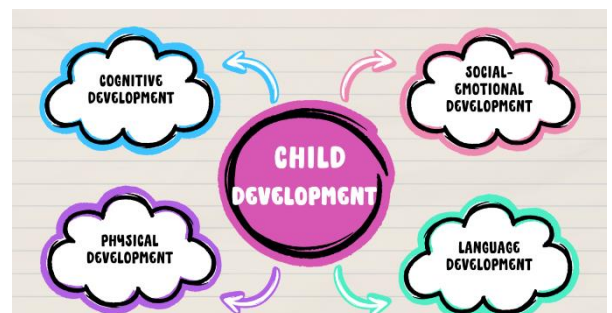 COGNITIVE
DEVELOPMENT
SOCIAL-
EMOTIONAL
DEVELOPMENT
CHILD
DEVELOPMENT
PHYSICAL
DEVELOPMENT
LANGUAGE
DEVELOPMENT